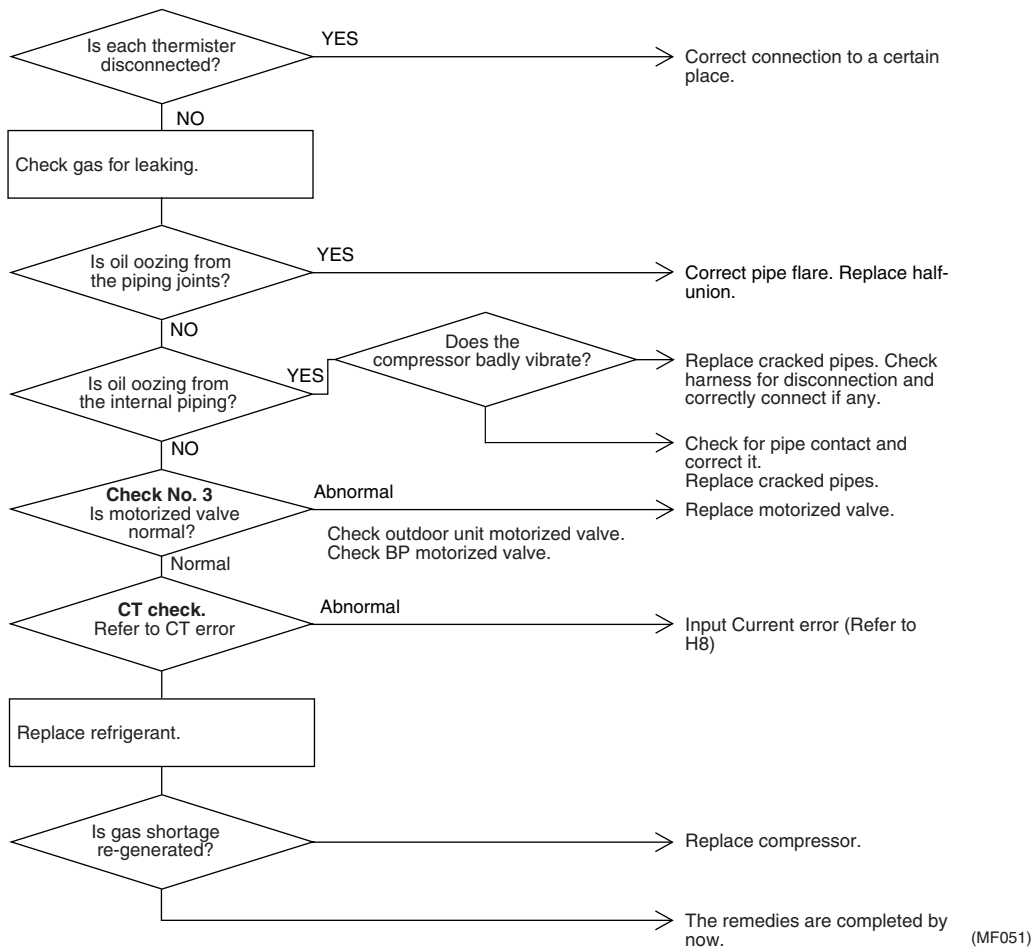 Is each thermister
disconnected?
YES
Correct connection to a certain
place.
NO
Check gas for leaking.
Is oil oozing from
the piping joints?
YES
Correct pipe flare. Replace half-
union.
NO
Is oil oozing from
the internal piping?
YES
Does the
compressor badly vibrate?
Replace cracked pipes. Check
harness for disconnection and
correctly connect if any.
Check for pipe contact and
correct it.
Replace cracked pipes.
NO
Check No. 3
Is motorized valve
normal?
Abnormal
Replace motorized valve.
Check outdoor unit motorized valve.
Check BP motorized valve.
Normal
CT check.
Refer to CT error
Abnormal
Input Current error (Refer to
H8)
Replace refrigerant.
Is gas shortage
re-generated?
Replace compressor.
The remedies are completed by
now.
(MF051)